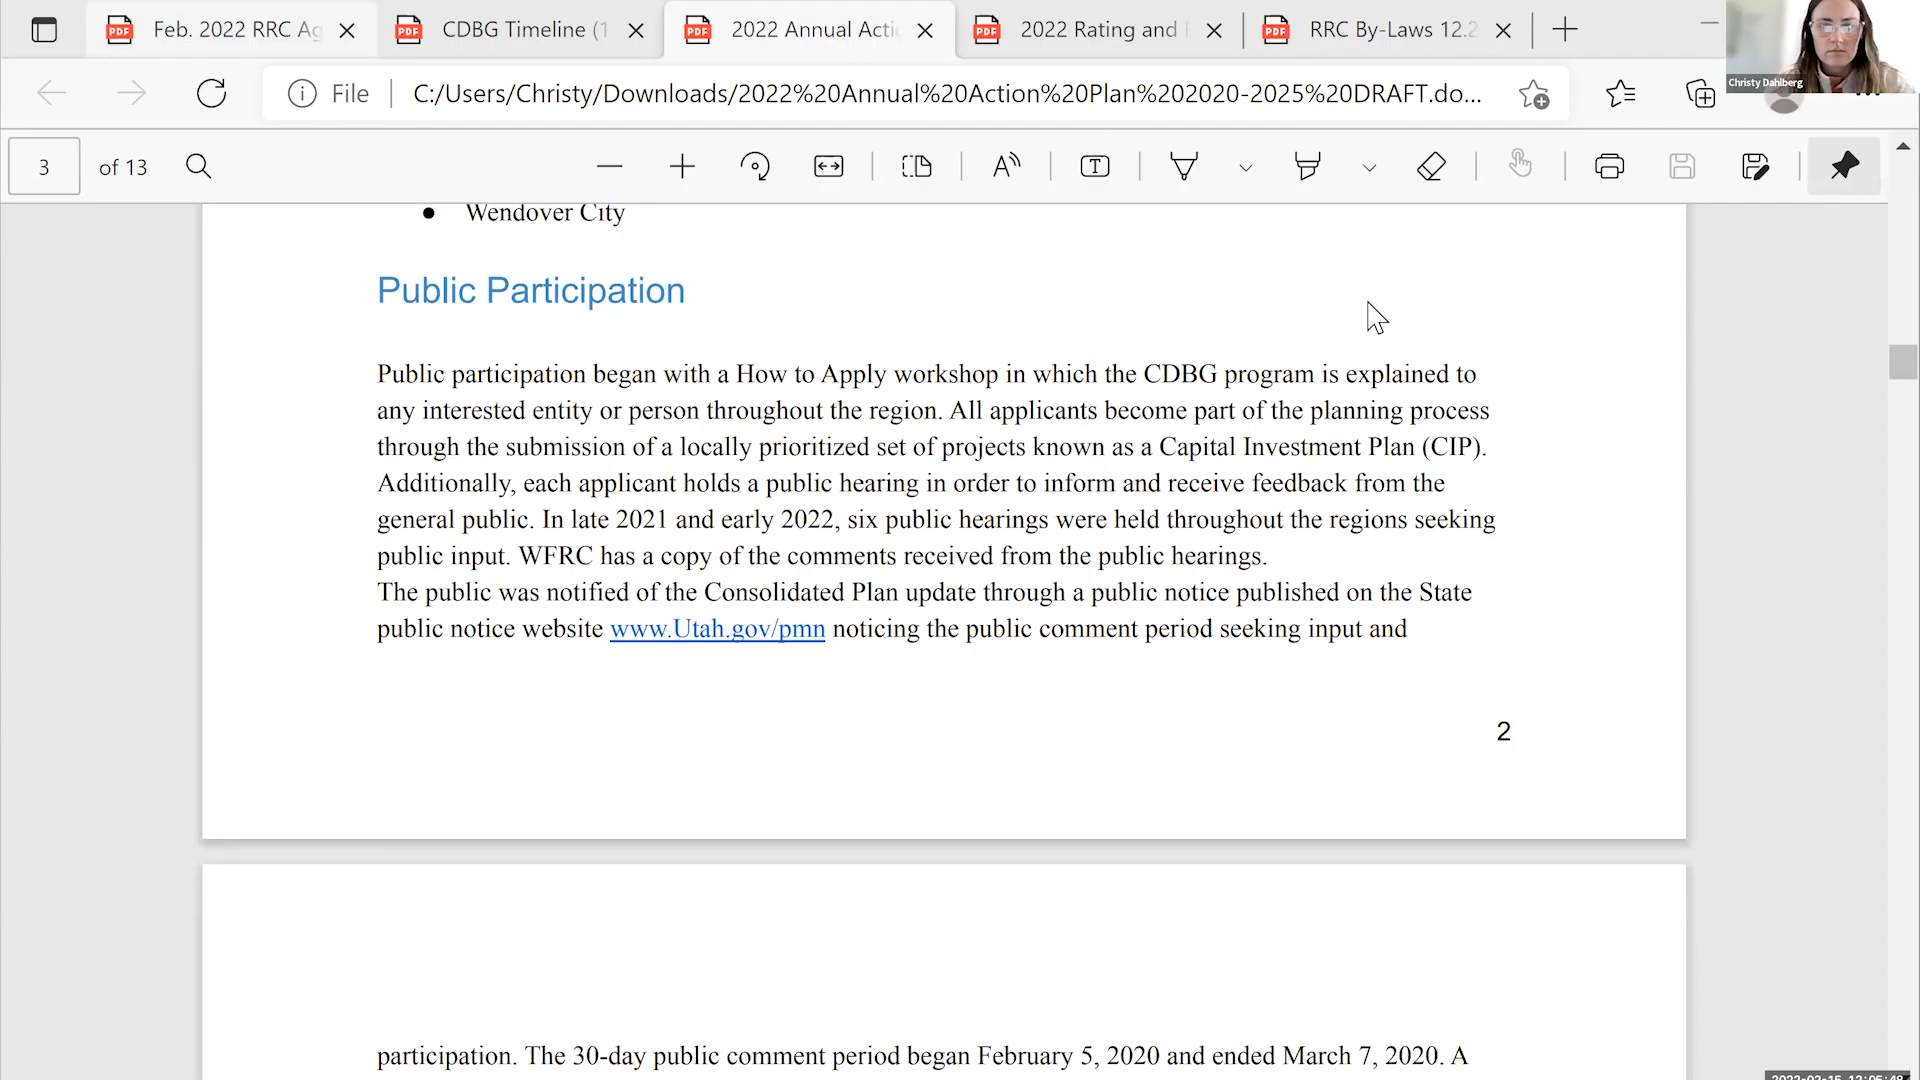 Feb. 2022 RRC Ag
CDBG Timeline (1
2022 Annual Acti
2022 Rating and
RRC By-Laws 12.2
Christy Dahlberg
File
C:/Users/Christy/Downloads/2022%20Annual%20Action%20Plan%202020-2025%20DRAFT.do...
3 of 13
Wendover City
Public Participation
Public participation began with a How to Apply workshop in which the CDBG program is explained to
any interested entity or person throughout the region. All applicants become part of the planning process
through the submission of a locally prioritized set of projects known as a Capital Investment Plan (CIP).
Additionally, each applicant holds a public hearing in order to inform and receive feedback from the
general public. In late 2021 and early 2022, six public hearings were held throughout the regions seeking
public input. WFRC has a copy of the comments received from the public hearings.
The public was notified of the Consolidated Plan update through a public notice published on the State
public notice website www.Utah.gov/pmn noticing the public comment period seeking input and
2
participation. The 30-day public comment period began February 5, 2020 and ended March 7, 2020. A